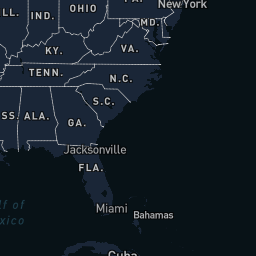 New York
PA.
OHIO
MD.
LL.
IND.
KY.
VA.
TENN.
N.C.
S.C.
SS.
ALA.
GA.
Jacksonville
FLA.
lf of
xico
Miami
Bahamas
Cuba